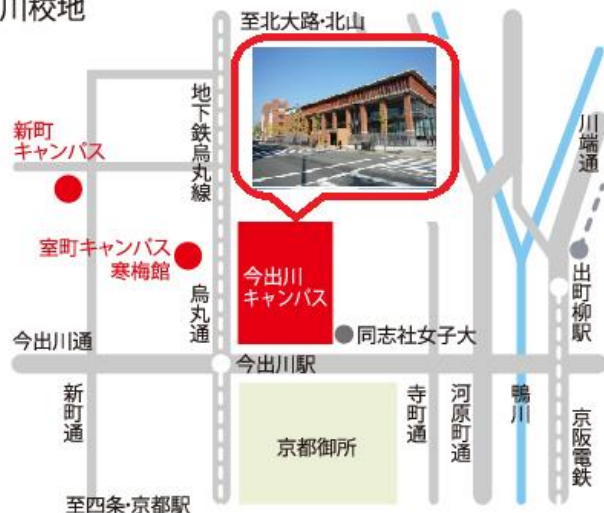 川校地
至北大路・北山
地下鉄烏丸線
川端通
新町
キャンパス
室町キャンパス
寒梅館
今出川
キャンパス
烏丸通
出町柳駅
同志社女子大
今出川通
今出川駅
新町通
京都御所
寺町通
河原町通
鴨川
京阪電鉄
至四条・京都駅